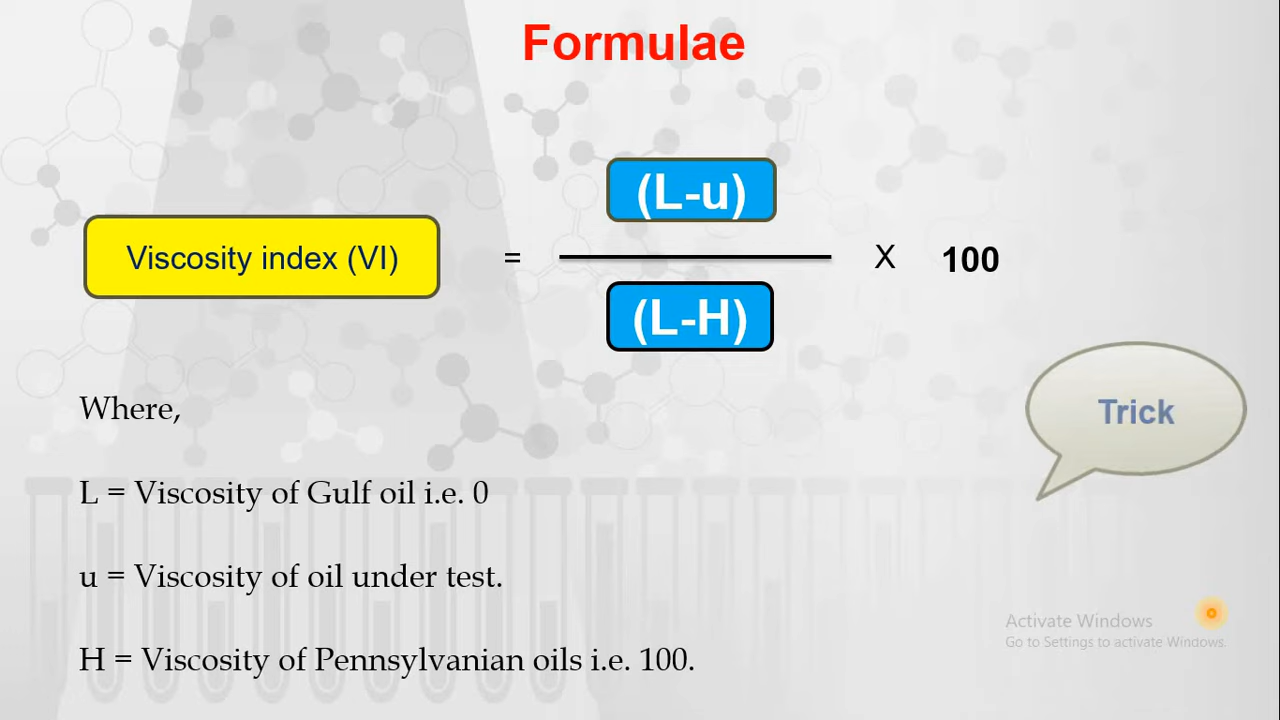 Formulae
(L-u)
Viscosity index (VI) = X 100
(L-H)
Where,
Trick
L = Viscosity of Gulf oil i.e. 0
u = Viscosity of oil under test.
Activate Windows
Go to Settings to activate Windows.
H = Viscosity of Pennsylvanian oils i.e. 100.